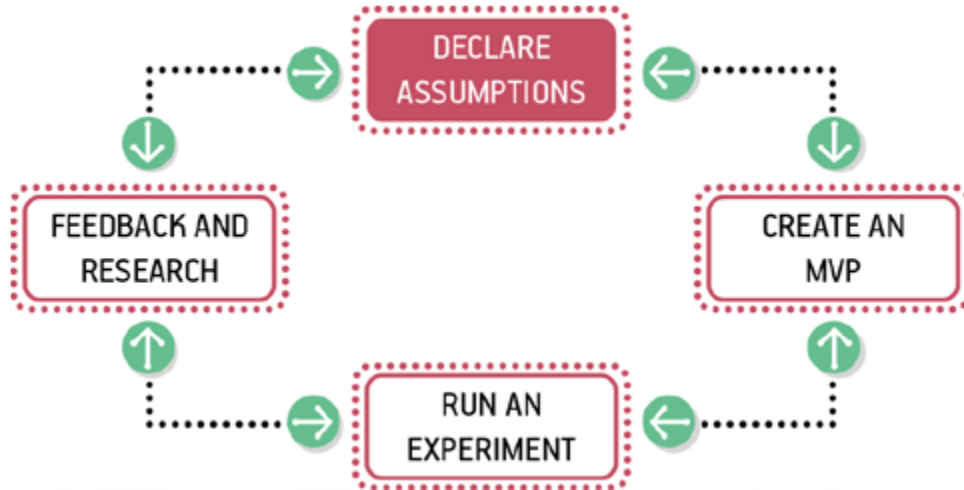 DECLARE
ASSUMPTIONS
FEEDBACK AND
RESEARCH
CREATE AN
MVP
RUN AN
EXPERIMENT